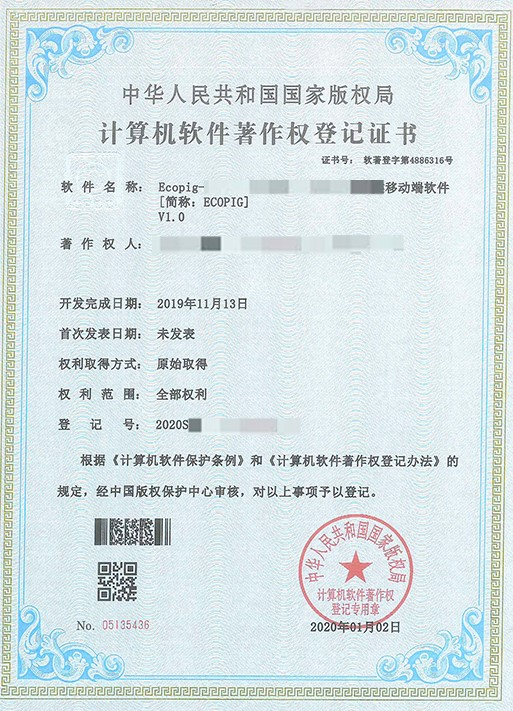 中华人民共和国国家版权局
计算机软件著作权登记证书
证书号: 软著登字第4886316号
软件名称: Ecopig- 移动端软件
[简称: ECOPIG]
V1.0
著作权人:
开发完成日期: 2019年11月13日
首次发表日期: 未发表
权利取得方式: 原始取得
权利范围: 全部权利
登记号: 2020S
根据《计算机软件保护条例》和《计算机软件著作权登记办法》的
规定,经中国版权保护中心审核,对以上事项予以登记。
中华人民共和国国家版权局
计算机软件著作权
登记专用章
No. 05135436
2020年01月02日